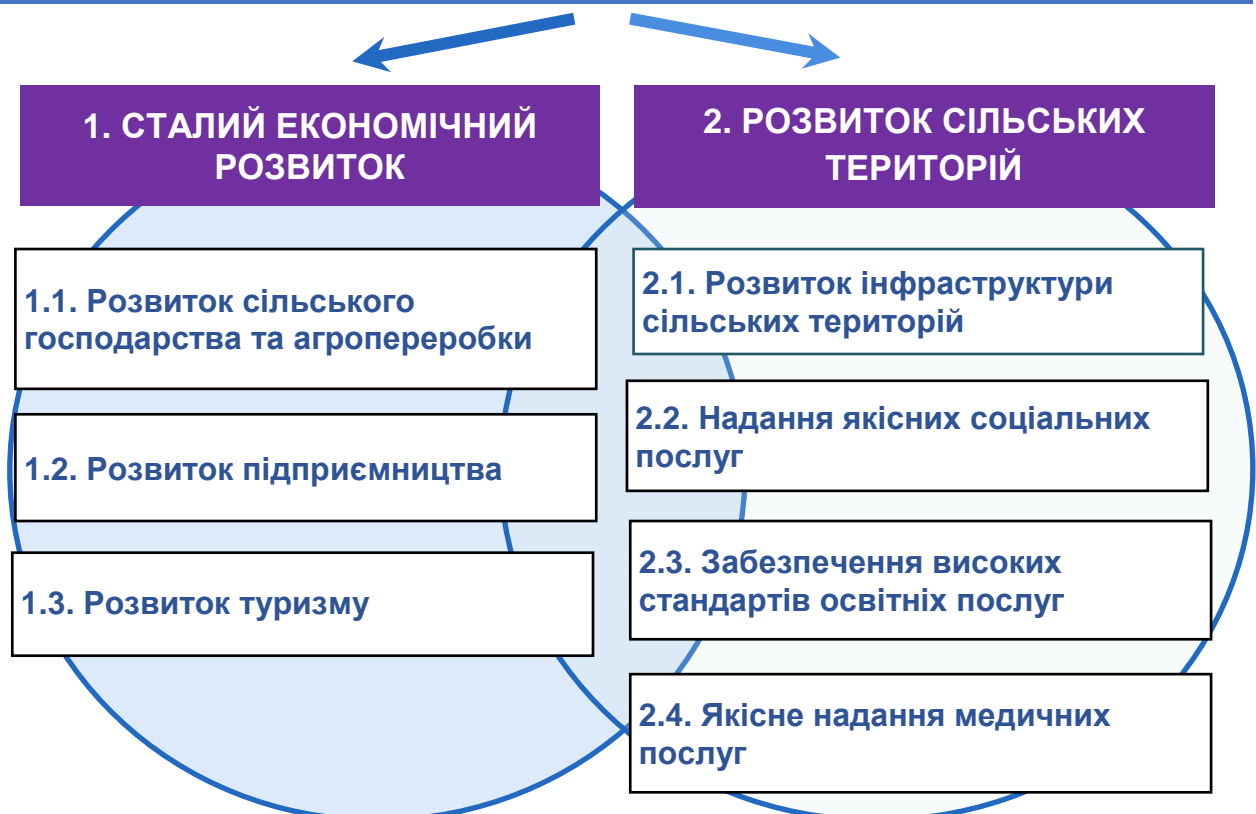 1. СТАЛИЙ ЕКОНОМІЧНИЙ
РОЗВИТОК
1.1. Розвиток сільського
господарства та агропереробки
1.2. Розвиток підприємництва
1.3. Розвиток туризму
2. РОЗВИТОК СІЛЬСЬКИХ
ТЕРИТОРІЙ
2.1. Розвиток інфраструктури
сільських територій
2.2. Надання якісних соціальних
послуг
2.3. Забезпечення високих
стандартів освітніх послуг
2.4. Якісне надання медичних
послуг